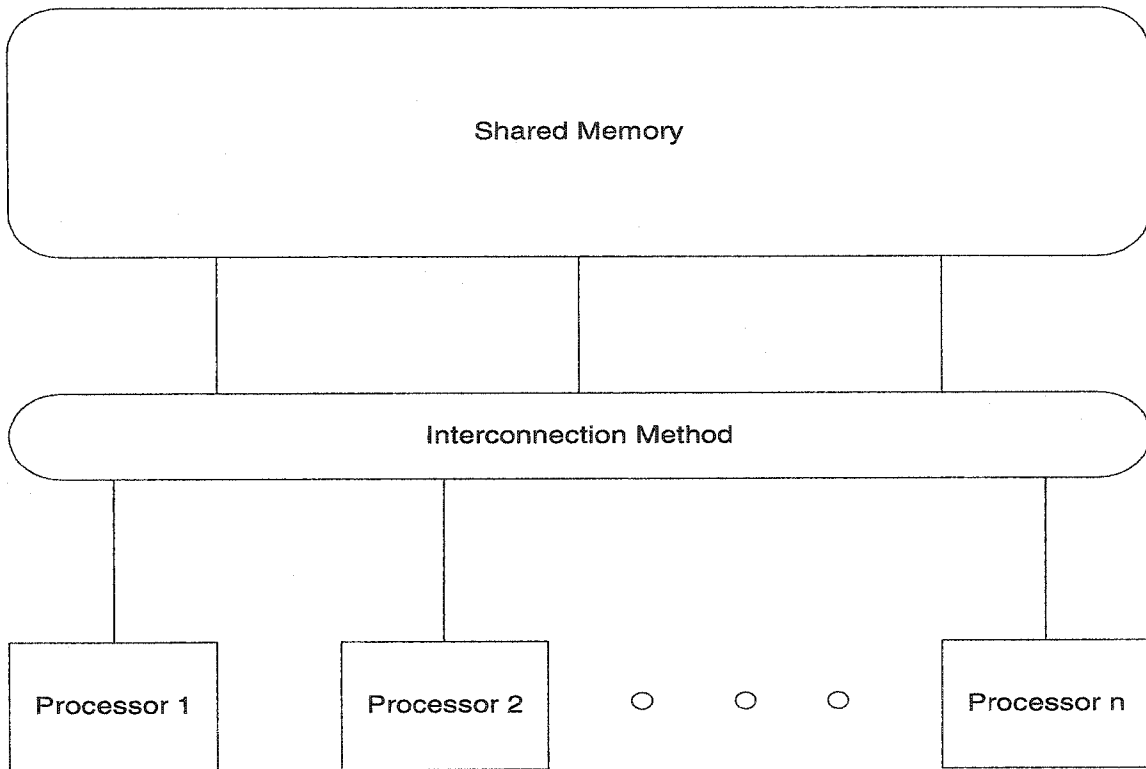 Shared Memory
Interconnection Method
Processor 1
Processor 2
Processor n